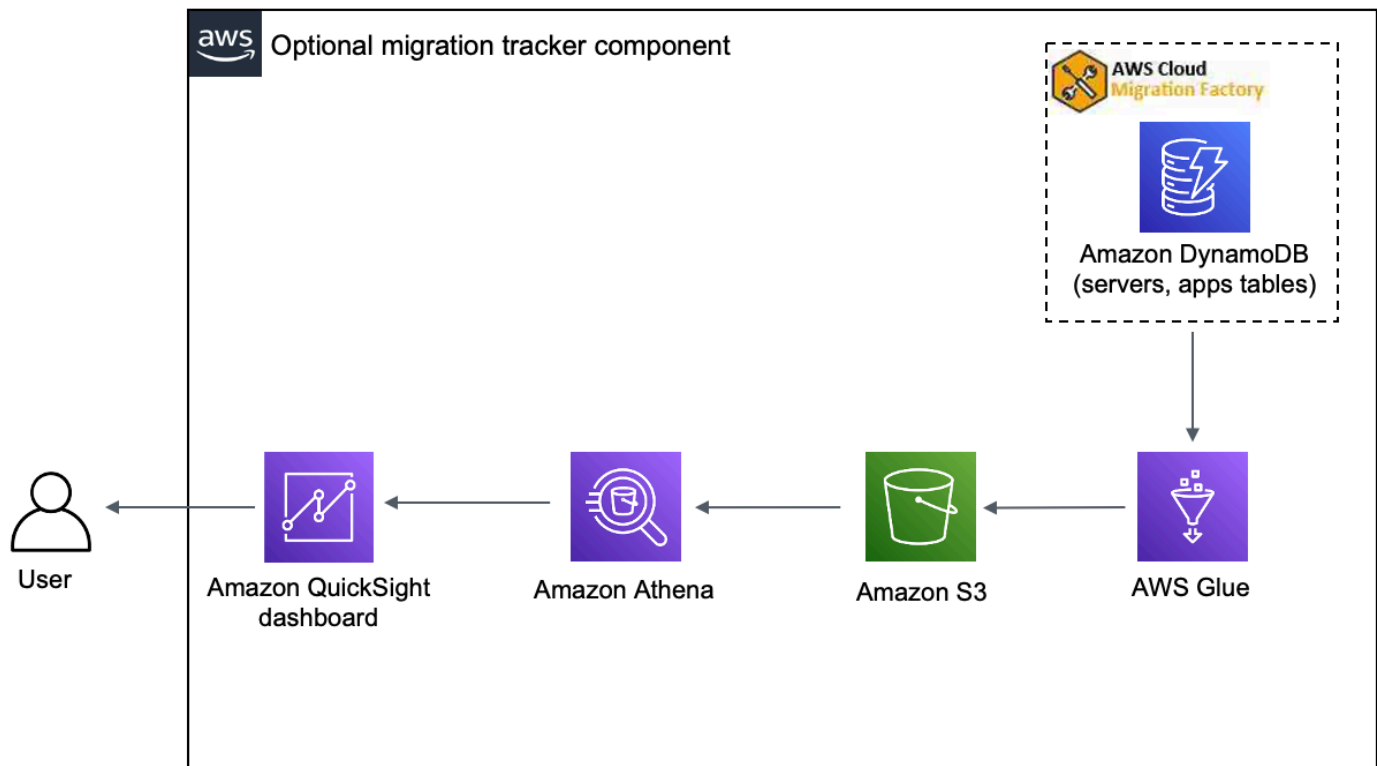 aws
Optional migration tracker component
AWS Cloud
Migration Factory
Amazon DynamoDB
(servers, apps tables)
User
Amazon QuickSight
dashboard
Amazon Athena
Amazon S3
AWS Glue